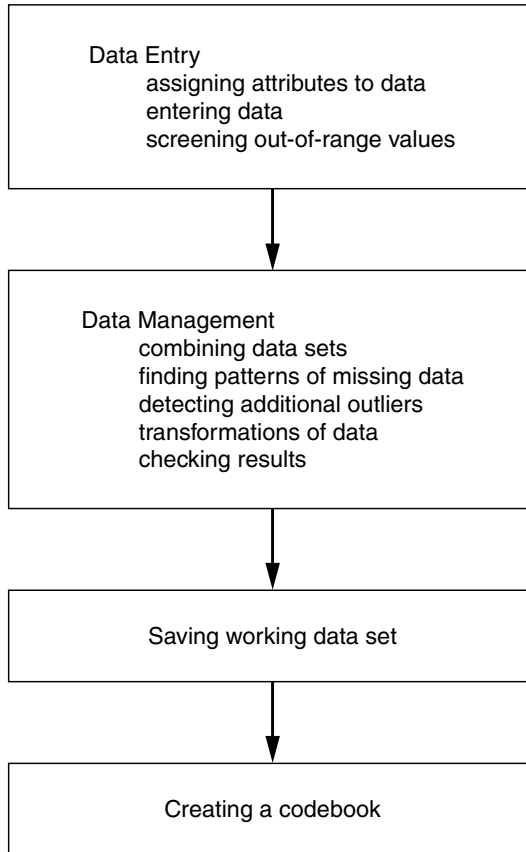 Data Entry
assigning attributes to data
entering data
screening out-of-range values
Data Management
combining data sets
finding patterns of missing data
detecting additional outliers
transformations of data
checking results
Saving working data set
Creating a codebook